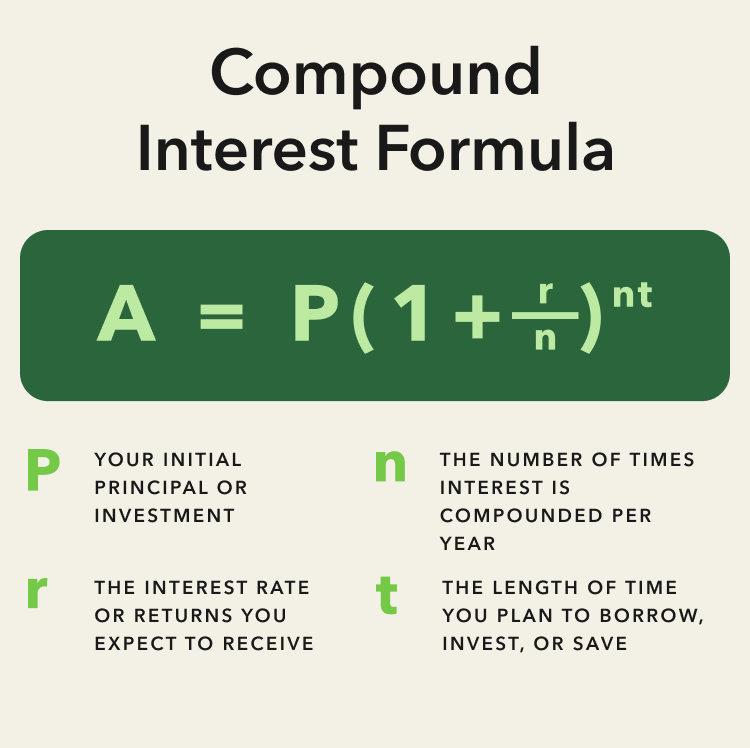 Compound
Interest Formula
A = P(1+r/n)^nt
P YOUR INITIAL
PRINCIPAL OR
INVESTMENT
n THE NUMBER OF TIMES
INTEREST IS
COMPOUNDED PER
YEAR
r THE INTEREST RATE
OR RETURNS YOU
EXPECT TO RECEIVE
t THE LENGTH OF TIME
YOU PLAN TO BORROW,
INVEST, OR SAVE